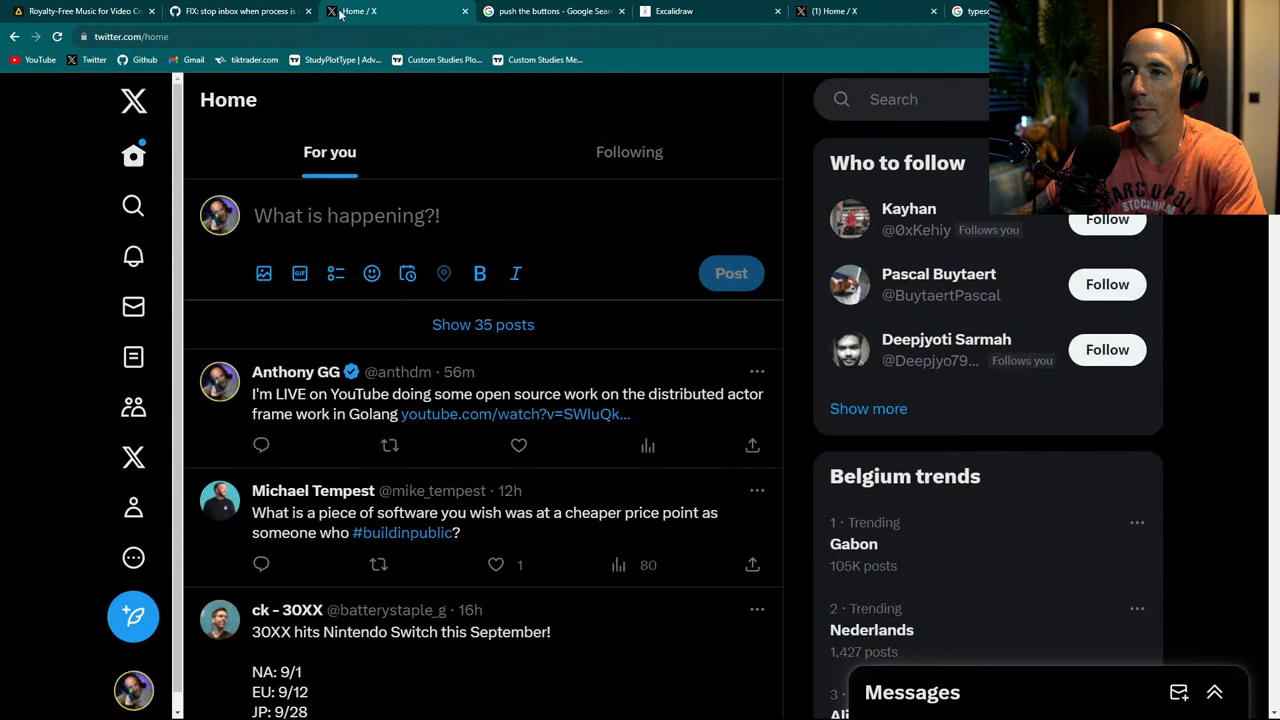 Royalty-Free Music for Video Cr
FIX: stop inbox when process is
Home / X
push the buttons - Google Sear
Excalidraw
(1) Home / X
typesc
twitter.com/home
YouTube
Twitter
Github
Gmail
tiktrader.com
StudyPlotType | Adv...
Custom Studies Plo...
Custom Studies Me...
Home
For you
Following
What is happening?!
GIF
B
I
Post
Show 35 posts
Anthony GG @anthdm · 56m
I'm LIVE on YouTube doing some open source work on the distributed actor
frame work in Golang youtube.com/watch?v=SWIuQk...
Michael Tempest @mike_tempest · 12h
What is a piece of software you wish was at a cheaper price point as
someone who #buildinpublic?
1
80
ck - 30XX @batterystaple_g · 16h
30XX hits Nintendo Switch this September!
NA: 9/1
EU: 9/12
JP: 9/28
Search
Who to follow
Kayhan
@0xKehiy Follows you
Follow
Pascal Buytaert
@BuytaertPascal
Follow
Deepjyoti Sarmah
@Deepjyo79... Follows you
Follow
Show more
Belgium trends
1 · Trending
Gabon
105K posts
2 · Trending
Nederlands
1,427 posts
3
Messages
STOCKHOLM